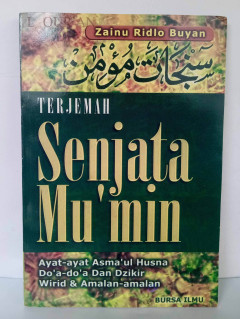 Zainu Ridlo Buyan
سنجات مؤمن
TERJEMAH
Senjata
Mu'min
Ayat-ayat Asma'ul Husna
Do'a-do'a Dan Dzikir
Wirid & Amalan-amalan
BURSA ILMU